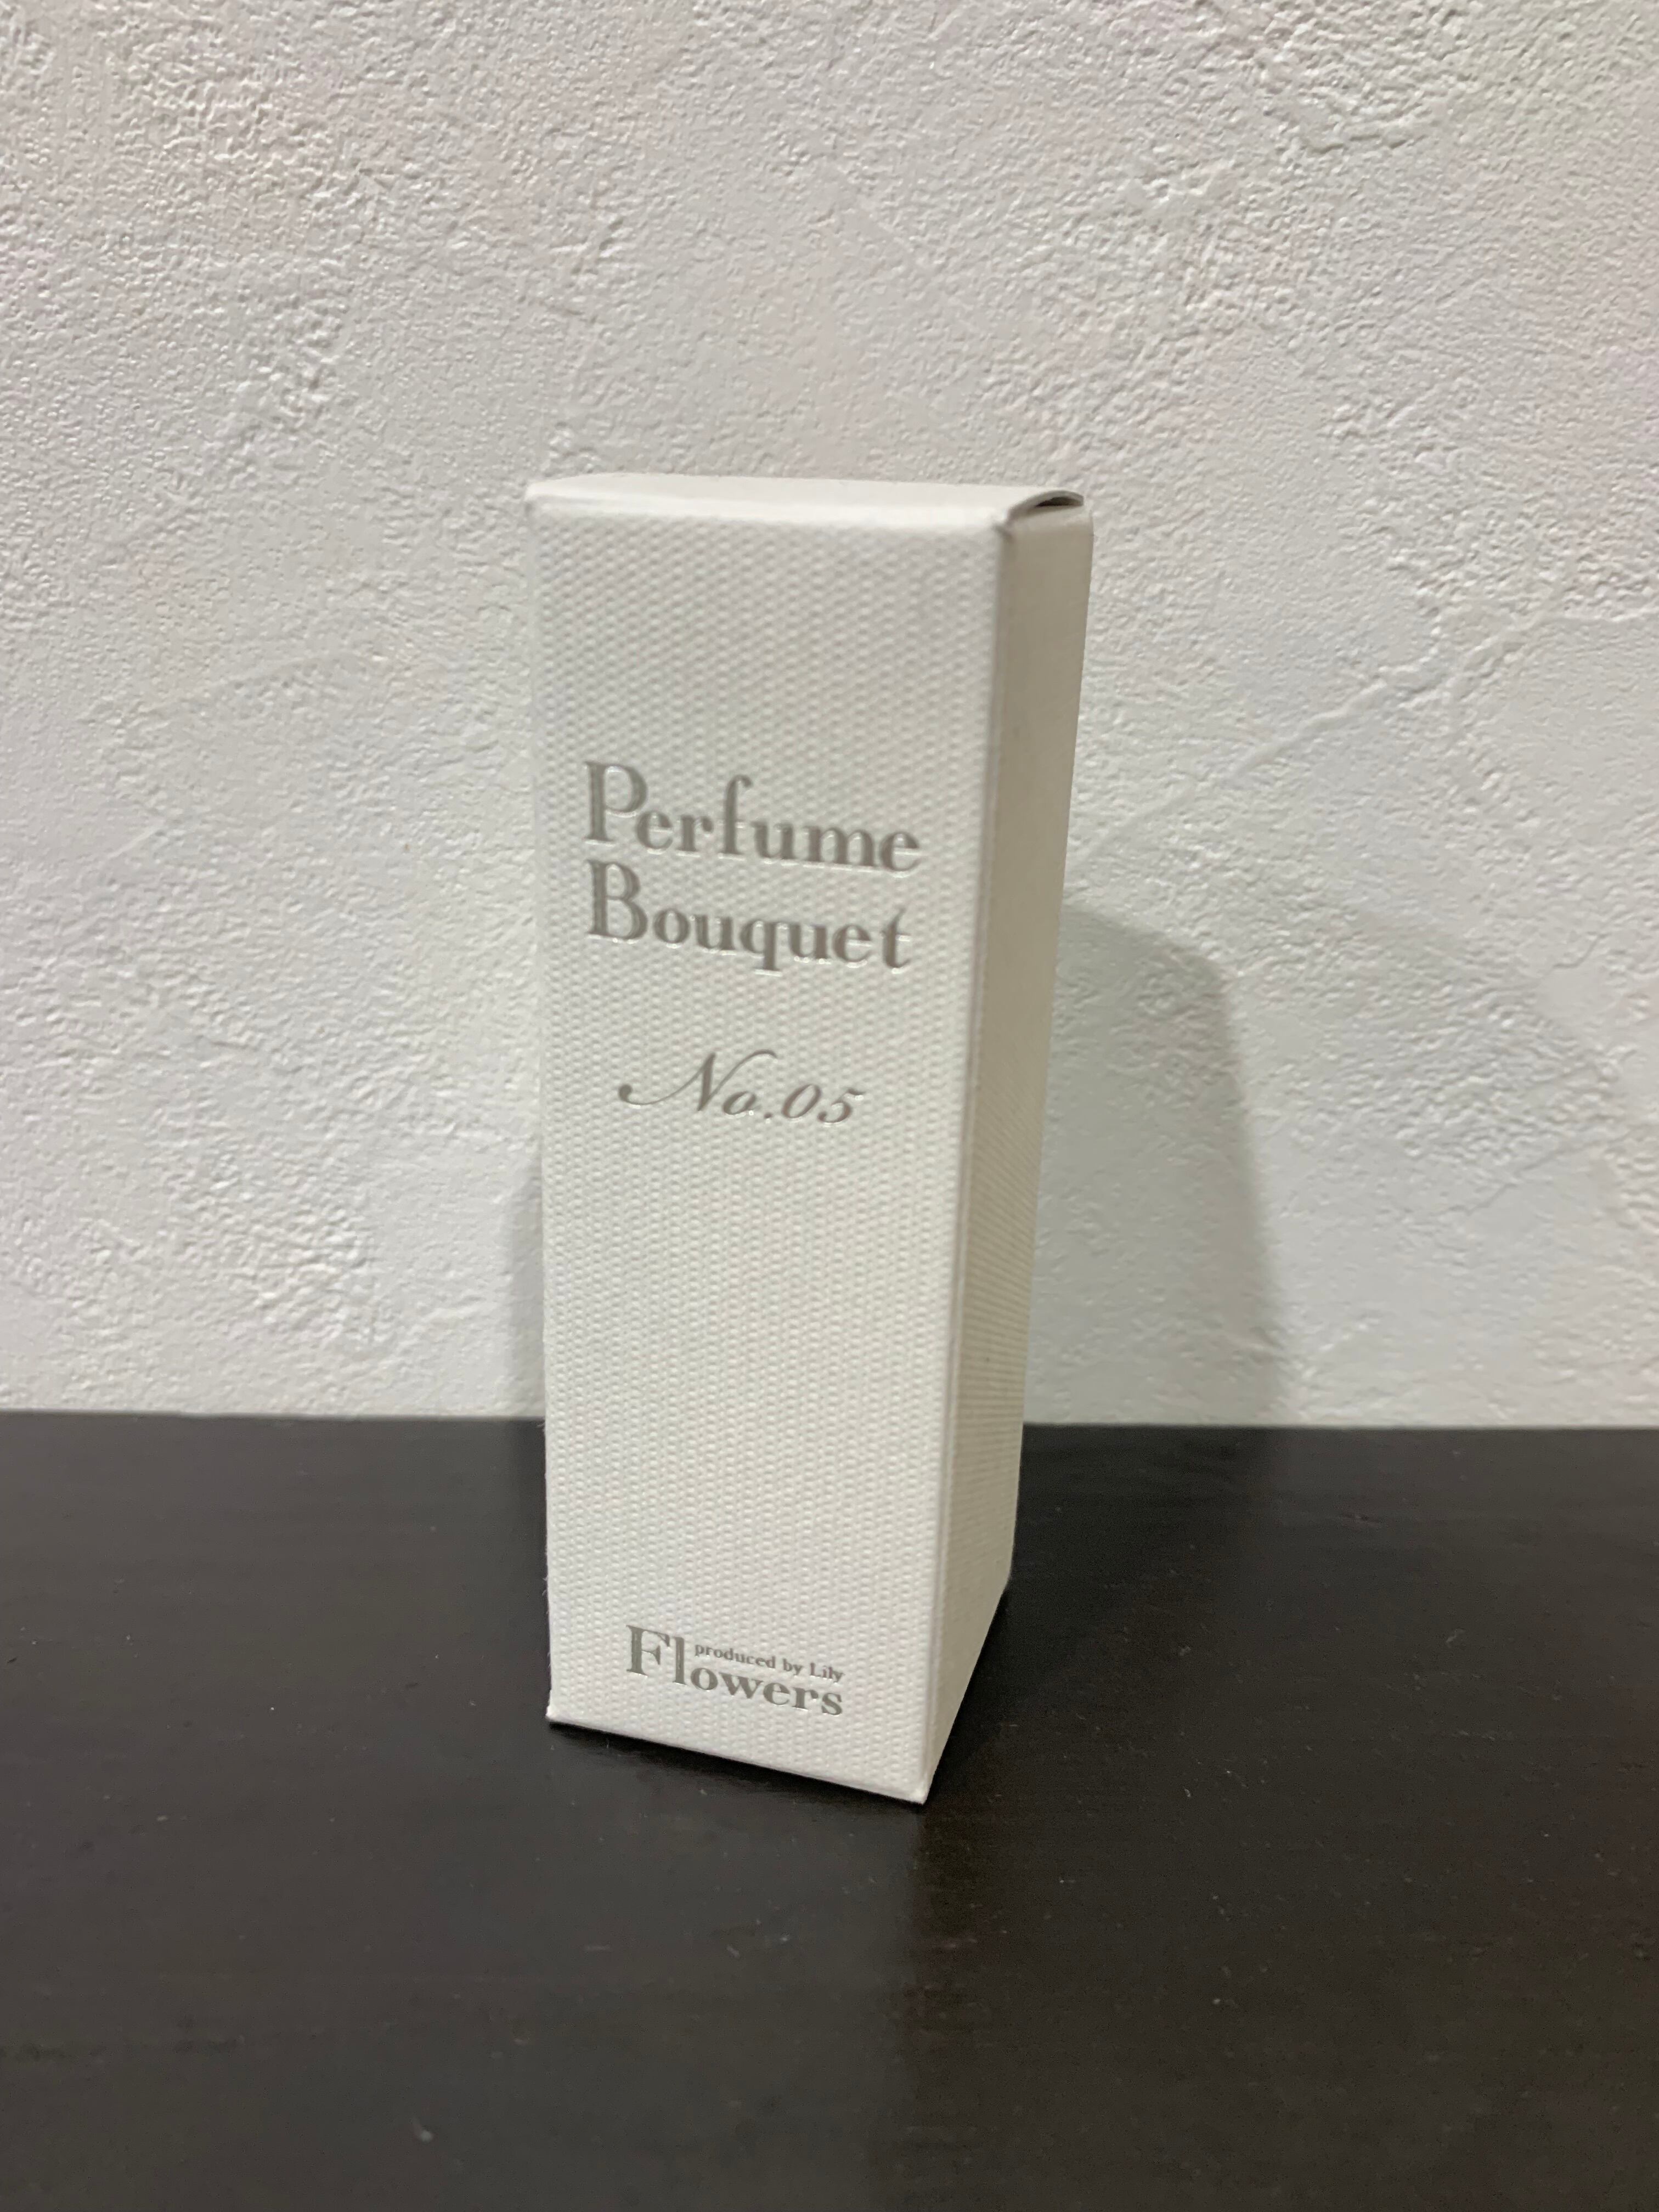 Perfume
Bouquet
No.05
produced by Lily
Flowers